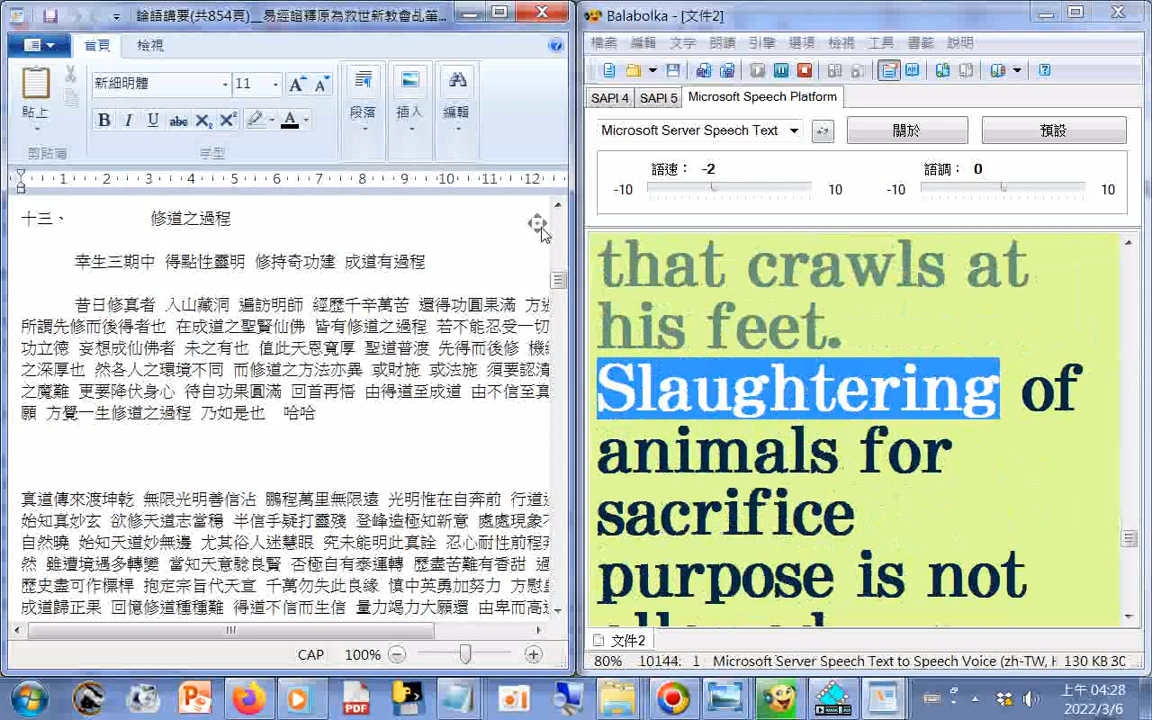 論語講要(共854頁)__易經證釋原為救世新教會乩筆...
首頁
檢視
貼上
新細明體
11
B I U abc X₂ X²
A
段落
插入
編輯
剪貼簿
字型
1 2 3 4 5 6 7 8 9 10 11 12
十三、 修道之過程
幸生三期中 得點性靈明 修持奇功建 成道有過程
昔日修真者 入山藏洞 遍訪明師 經歷千辛萬苦 還得功圓果滿 方
所謂先修而後得者也 在成道之聖賢仙佛 皆有修道之過程 若不能忍受一切
功立德 妄想成仙佛者 未之有也 值此天恩寬厚 聖道普渡 先得而後修 機
之深厚也 然各人之環境不同 而修道之方法亦異 或財施 或法施 須要認清
之魔難 更要降伏身心 待自功果圓滿 回首再悟 由得道至成道 由不信至真
願 方覺一生修道之過程 乃如是也 哈哈
真道傳來渡坤乾 無限光明善信沾 鵬程萬里無限遠 光明惟在自奔前 行道
始知真妙玄 欲修天道志當穩 半信乎疑打靈殘 登峰造極知新意 處處現象
自然曉 始知天道妙無邊 尤其俗人迷慧眼 究未能明此真詮 忍心耐性前程
然 雖遭境遇多轉變 當知天意驗良賢 否極自有泰運轉 歷盡苦難有香甜
歷史盡可作標桿 抱定宗旨代天宣 千萬勿失此良緣 慎中英勇加努力 方慰
成道歸正果 回憶修道種種難 得道不信而生信 量力竭力大願還 由卑而高
CAP 100%
Balabolka - [文件2]
檔案 編輯 文字 朗讀 引擎 選項 檢視 工具 書籤 說明
SAPI 4 SAPI 5 Microsoft Speech Platform
Microsoft Server Speech Text
關於
預設
語速： -2
-10 10
語調： 0
-10 10
that crawls at
his feet.
Slaughtering of
animals for
sacrifice
purpose is not
文件2
80% 10144: 1 Microsoft Server Speech Text to Speech Voice (zh-TW, H 130 KB 30
PDF
上午 04:28
2022/3/6